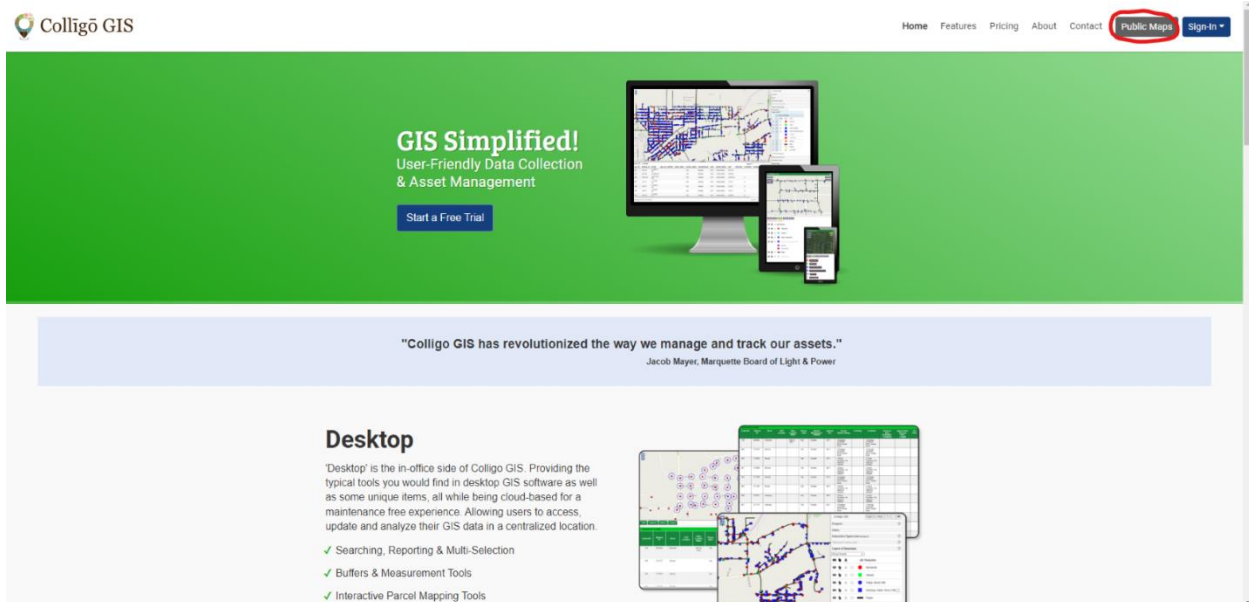 Collīgō GIS
Home Features Pricing About Contact Public Maps Sign-In
GIS Simplified!
User-Friendly Data Collection
& Asset Management
Start a Free Trial
"Colligo GIS has revolutionized the way we manage and track our assets."
Jacob Mayer, Marquette Board of Light & Power
Desktop
'Desktop' is the in-office side of Colligo GIS. Providing the
typical tools you would find in desktop GIS software as well
as some unique items, all while being cloud-based for a
maintenance free experience. Allowing users to access,
update and analyze their GIS data in a centralized location.
✓ Searching, Reporting & Multi-Selection
✓ Buffers & Measurement Tools
✓ Interactive Parcel Mapping Tools